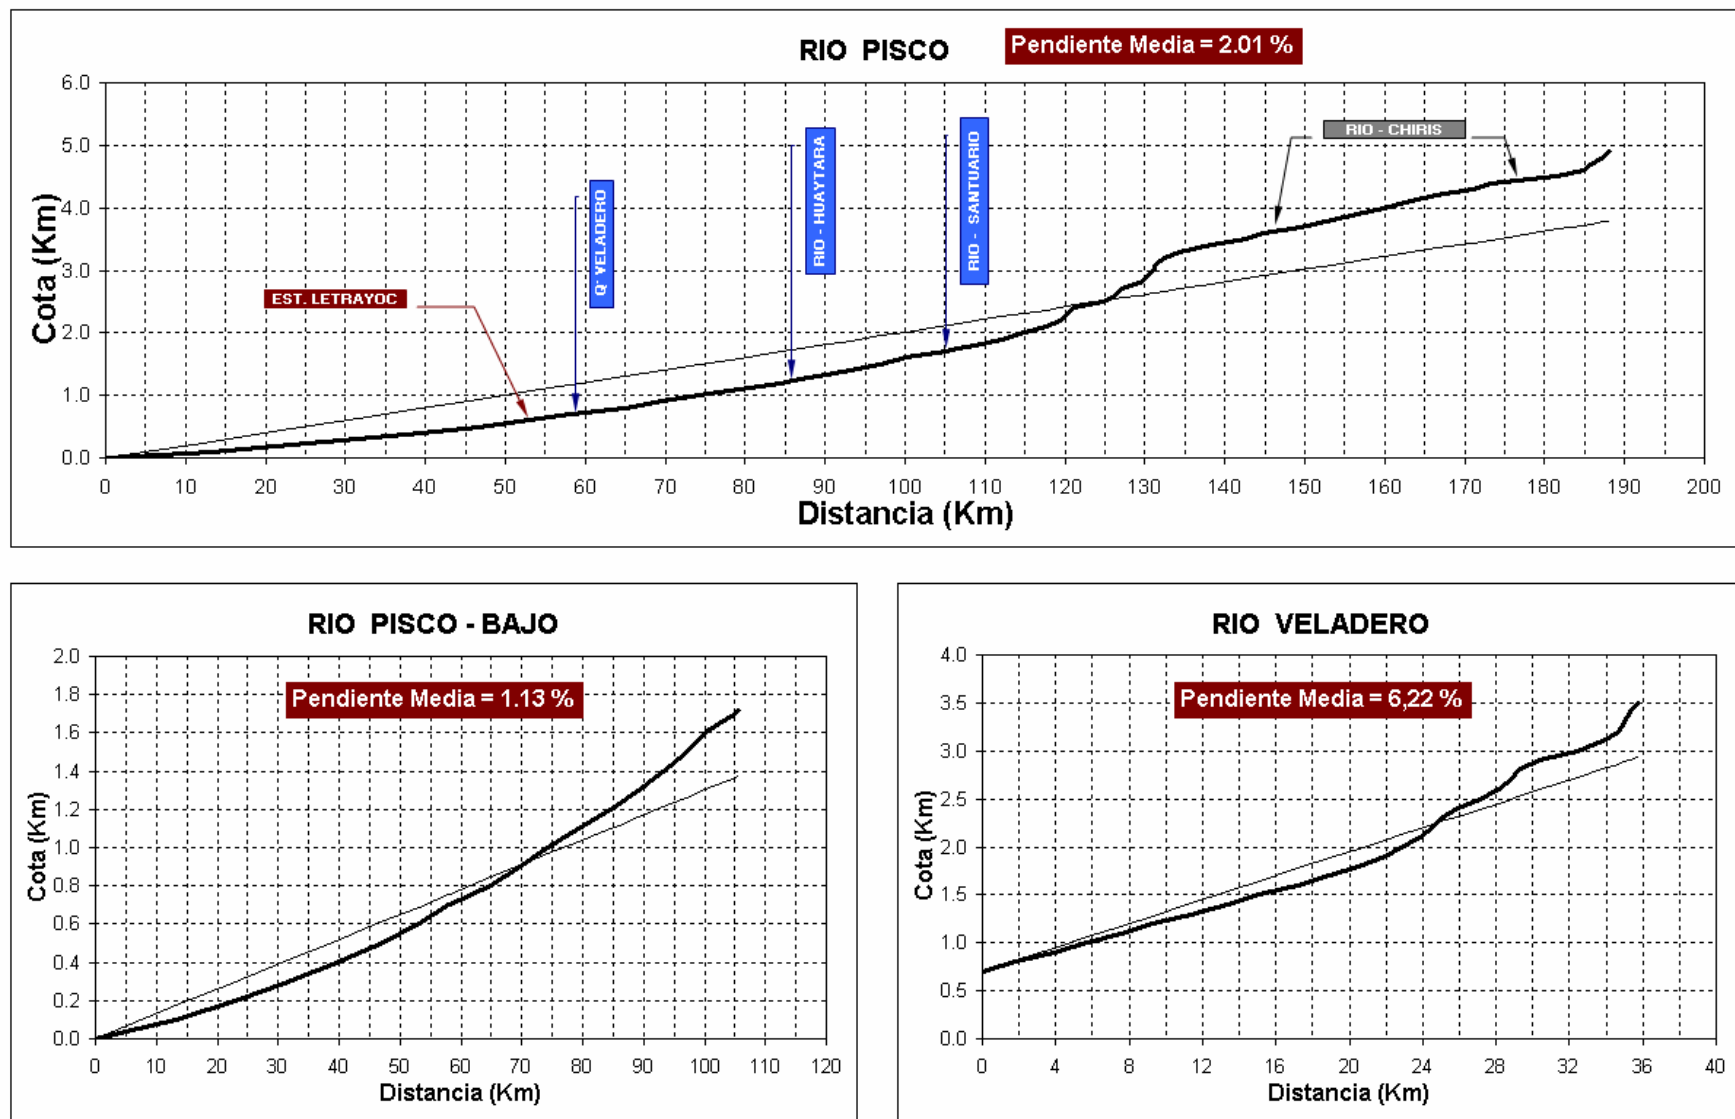 RIO PISCO
Pendiente Media = 2.01 %
6.0
5.0
4.0
3.0
2.0
1.0
0.0
Cota (Km)
EST. LETRAYOC
Q° VELADERO
RIO - HUAYTARA
RIO - SANTUARIO
RIO - CHIRIS
0 10 20 30 40 50 60 70 80 90 100 110 120 130 140 150 160 170 180 190 200
Distancia (Km)
RIO PISCO - BAJO
Pendiente Media = 1.13 %
2.0
1.8
1.6
1.4
1.2
1.0
0.8
0.6
0.4
0.2
0.0
Cota (Km)
0 10 20 30 40 50 60 70 80 90 100 110 120
Distancia (Km)
RIO VELADERO
Pendiente Media = 6,22 %
4.0
3.5
3.0
2.5
2.0
1.5
1.0
0.5
0.0
Cota (Km)
0 4 8 12 16 20 24 28 32 36 40
Distancia (Km)